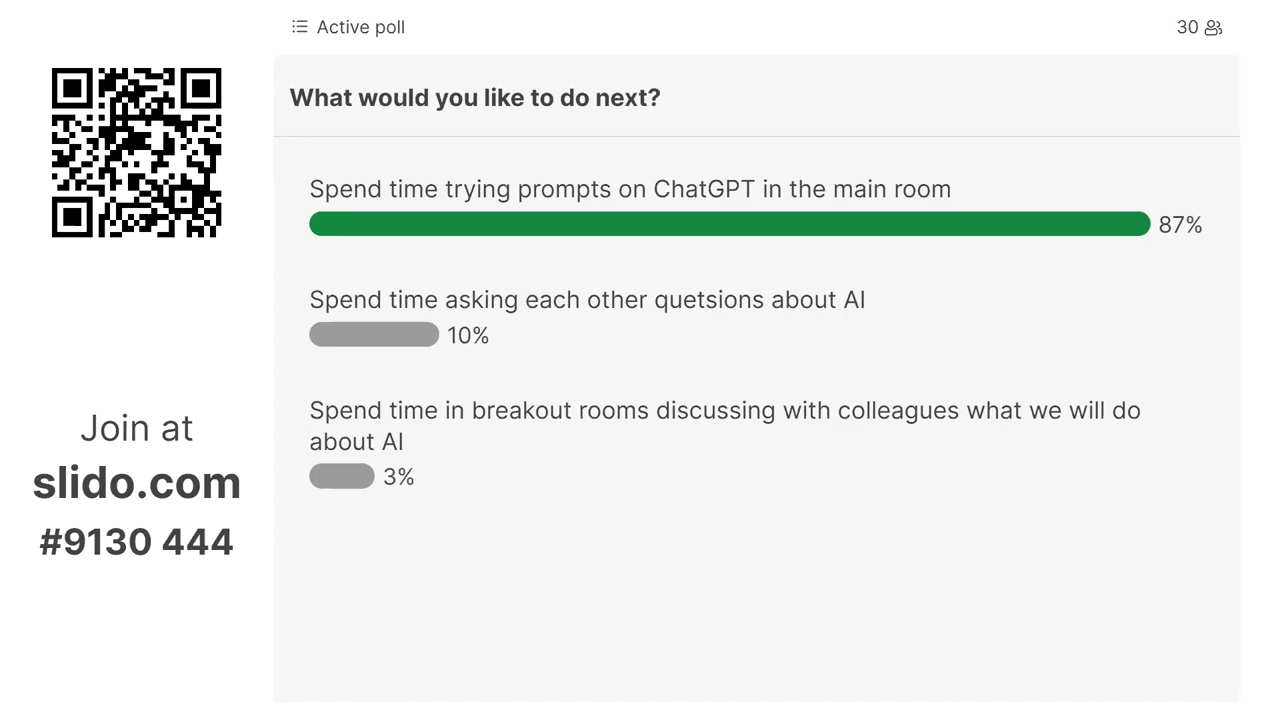 Active poll
30
What would you like to do next?
Spend time trying prompts on ChatGPT in the main room
87%
Spend time asking each other quetsions about AI
10%
Spend time in breakout rooms discussing with colleagues what we will do
about AI
3%
Join at
slido.com
#9130 444